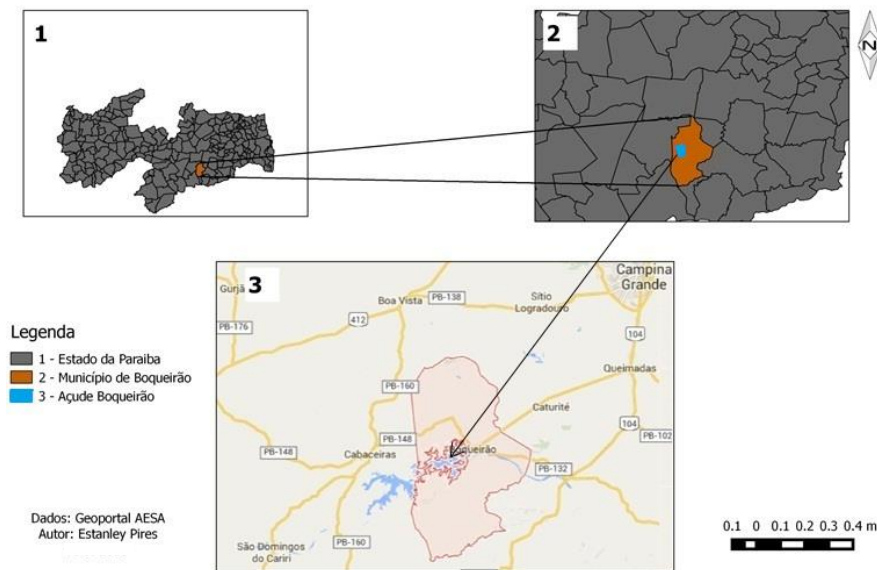 1
2
N
3
Campina
Grande
Gurjã
Boa Vista
PB-138
Sítio
Logradouro
PB-176
412
104
PB-160
Queimadas
Caturité
104
PB-148
PB-102
PB-148
Cabaceiras
PB-132
São Domingos
do Cariri
PB-160
Legenda
1 - Estado da Paraiba
2 - Município de Boqueirão
3 - Açude Boqueirão
Dados: Geoportal AESA
Autor: Estanley Pires
0.1 0 0.1 0.2 0.3 0.4 m